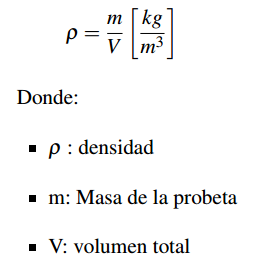 ρ = m/V [kg/m³]
Donde:
▪ ρ : densidad
▪ m: Masa de la probeta
▪ V: volumen total